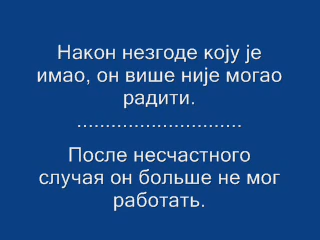 Након незгоде коју је
имао, он више није могао
радити.
.............................
После несчастного
случая он больше не мог
работать.